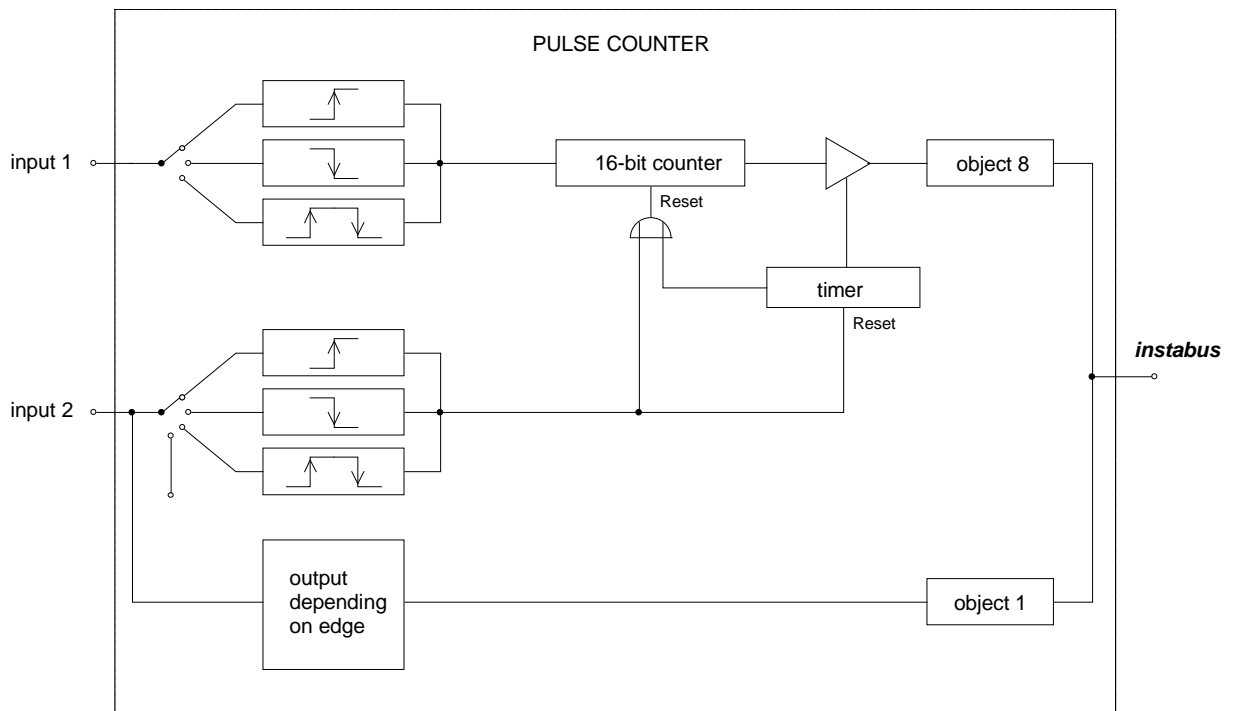 PULSE COUNTER
input 1
16-bit counter
object 8
Reset
timer
Reset
instabus
input 2
output
depending
on edge
object 1